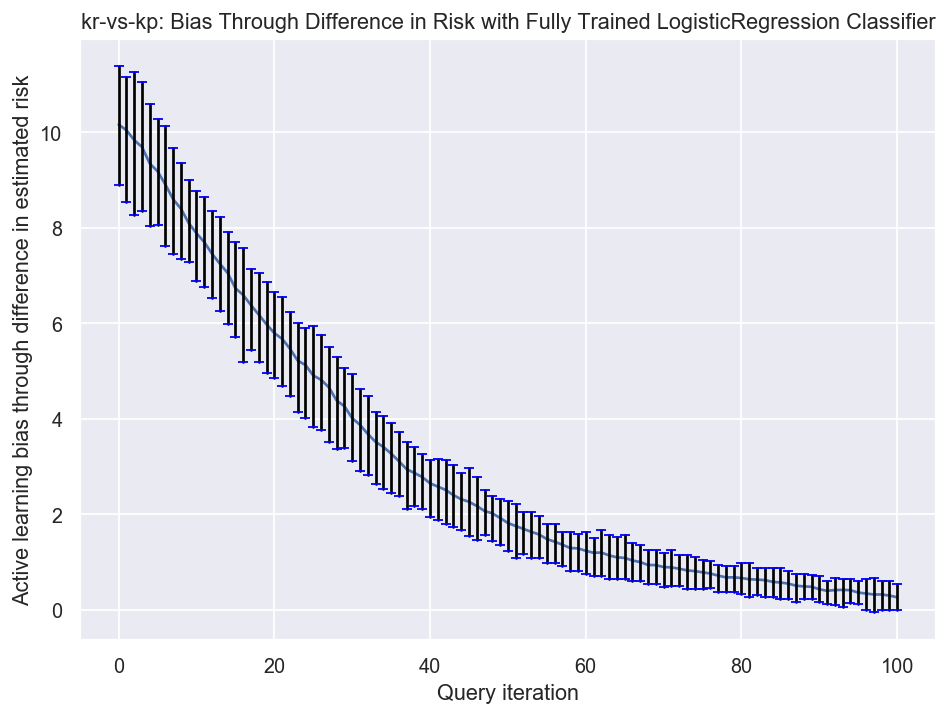 kr-vs-kp: Bias Through Difference in Risk with Fully Trained LogisticRegression Classifier
Active learning bias through difference in estimated risk
10
8
6
4
2
0
0 20 40 60 80 100
Query iteration